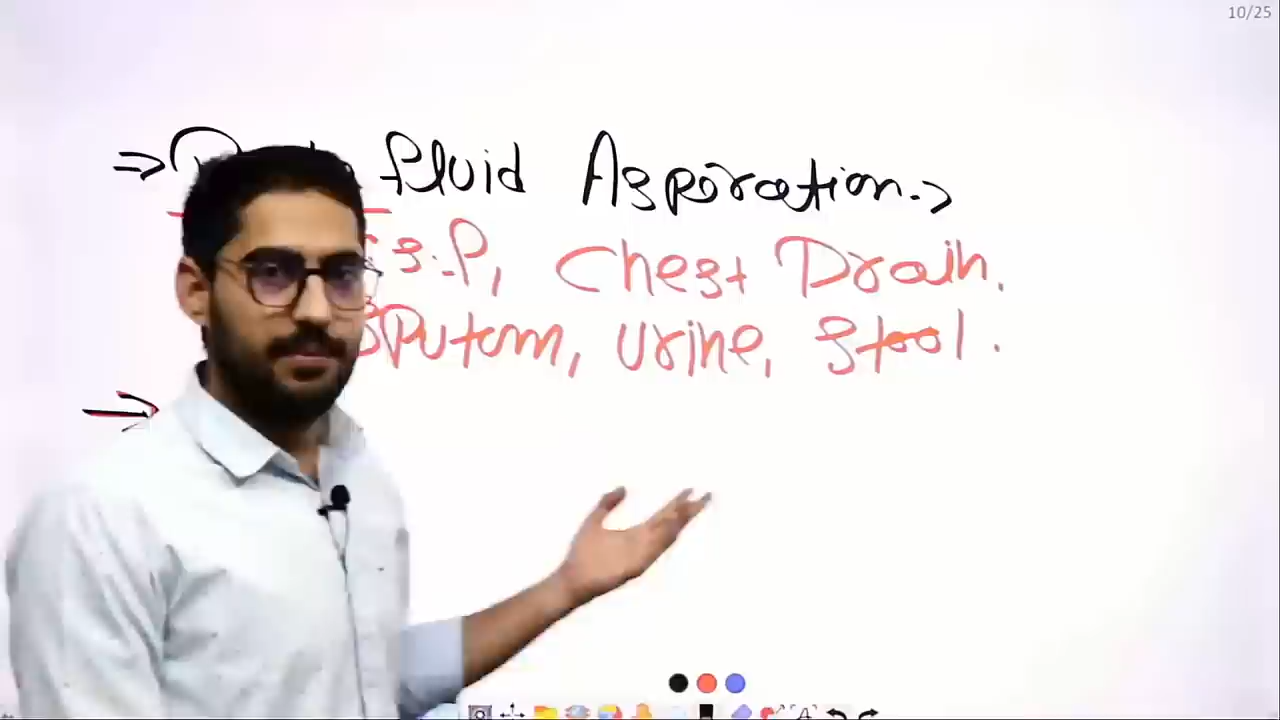 10/25
⇒ fluid Aspiration.>
s.f, Chest Drain.
Sputum, urine, stool.
→